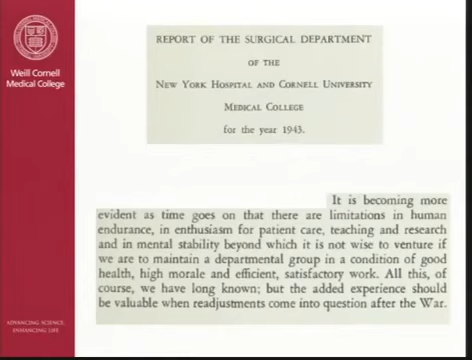 Weill Cornell
Medical College
ADVANCING SCIENCE.
ENHANCING LIFE
REPORT OF THE SURGICAL DEPARTMENT
OF THE
NEW YORK HOSPITAL AND CORNELL UNIVERSITY
MEDICAL COLLEGE
for the year 1943.
It is becoming more
evident as time goes on that there are limitations in human
endurance, in enthusiasm for patient care, teaching and research
and in mental stability beyond which it is not wise to venture if
we are to maintain a departmental group in a condition of good
health, high morale and efficient, satisfactory work. All this, of
course, we have long known; but the added experience should
be valuable when readjustments come into question after the War.